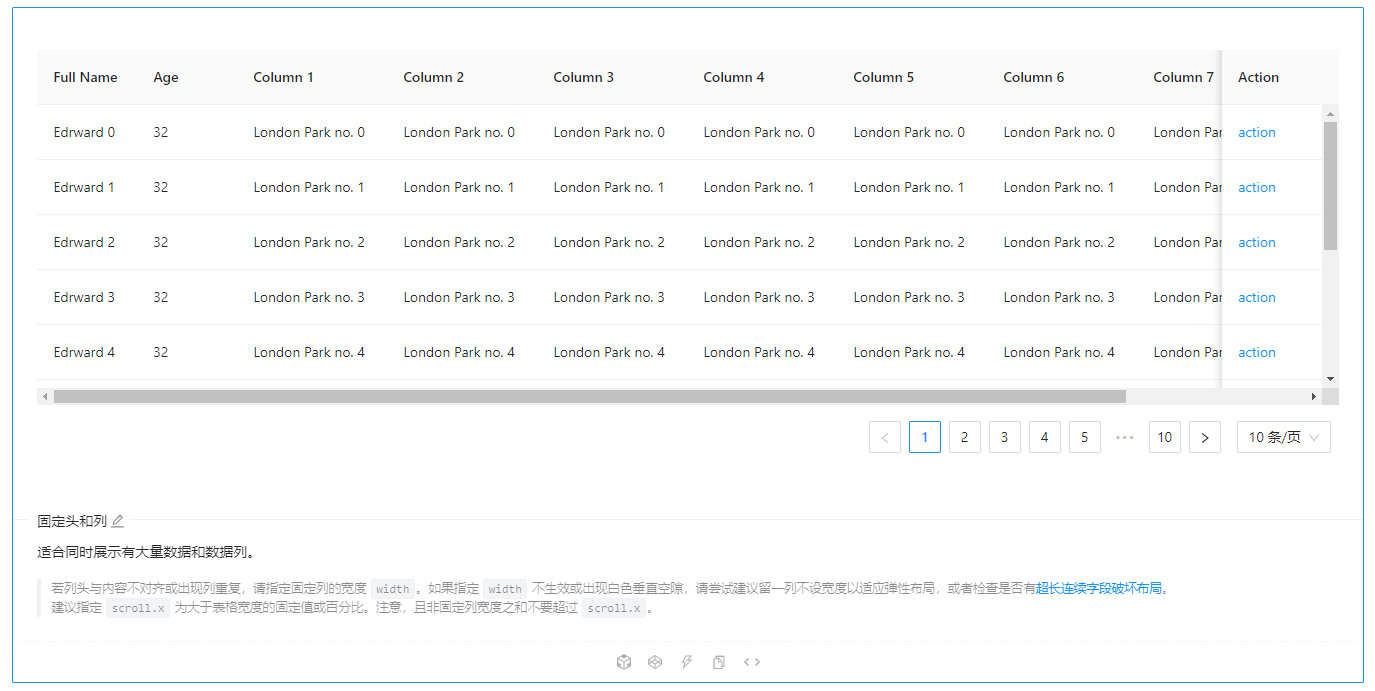 Full Name Age Column 1 Column 2 Column 3 Column 4 Column 5 Column 6 Column 7 Action
Edrward 0 32 London Park no. 0 London Park no. 0 London Park no. 0 London Park no. 0 London Park no. 0 London Park no. 0 London Par action
Edrward 1 32 London Park no. 1 London Park no. 1 London Park no. 1 London Park no. 1 London Park no. 1 London Park no. 1 London Par action
Edrward 2 32 London Park no. 2 London Park no. 2 London Park no. 2 London Park no. 2 London Park no. 2 London Park no. 2 London Par action
Edrward 3 32 London Park no. 3 London Park no. 3 London Park no. 3 London Park no. 3 London Park no. 3 London Park no. 3 London Par action
Edrward 4 32 London Park no. 4 London Park no. 4 London Park no. 4 London Park no. 4 London Park no. 4 London Park no. 4 London Par action
< 1 2 3 4 5 ••• 10 > 10 条/页
固定头和列
适合同时展示有大量数据和数据列。
若列头与内容不对齐或出现列重复，请指定固定列的宽度 width 。如果指定 width 不生效或出现白色垂直空隙，请尝试建议留一列不设宽度以适应弹性布局，或者检查是否有超长连续字段破坏布局。
建议指定 scroll.x 为大于表格宽度的固定值或百分比。注意，且非固定列宽度之和不要超过 scroll.x 。